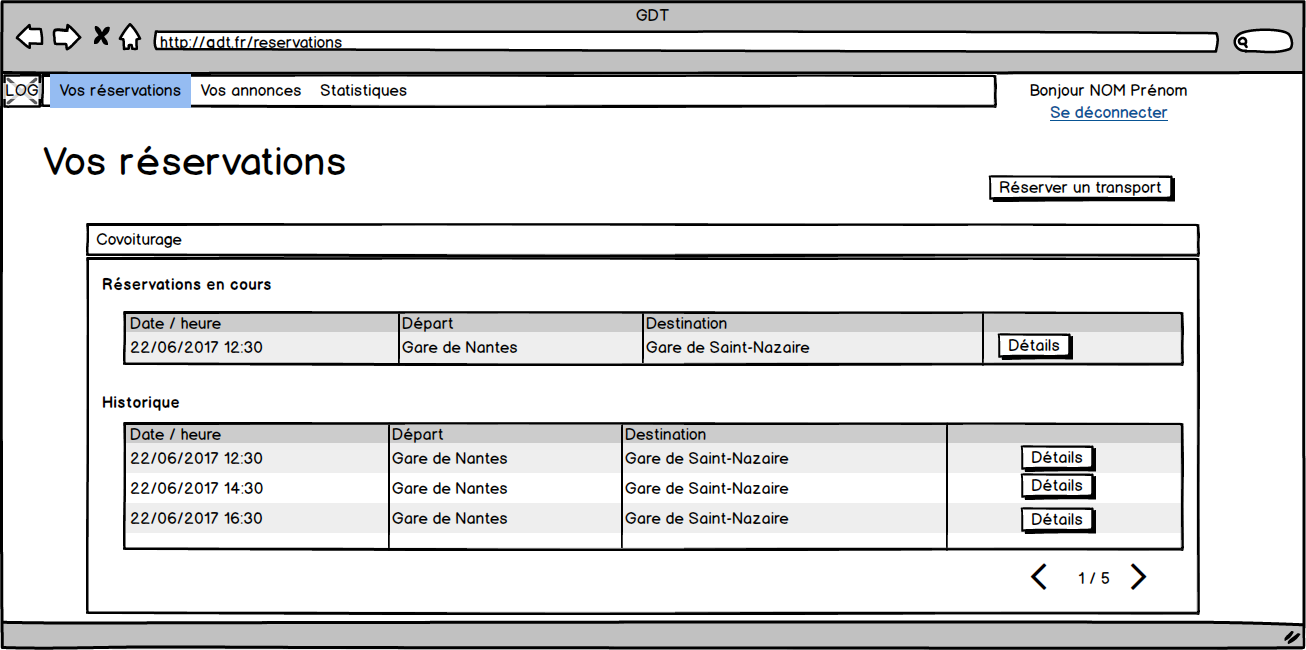 GDT
http://gdt.fr/reservations
LOG
Vos réservations Vos annonces Statistiques
Bonjour NOM Prénom
Se déconnecter
Vos réservations
Réserver un transport
Covoiturage
Réservations en cours
Date / heure Départ Destination
22/06/2017 12:30 Gare de Nantes Gare de Saint-Nazaire Détails
Historique
Date / heure Départ Destination
22/06/2017 12:30 Gare de Nantes Gare de Saint-Nazaire Détails
22/06/2017 14:30 Gare de Nantes Gare de Saint-Nazaire Détails
22/06/2017 16:30 Gare de Nantes Gare de Saint-Nazaire Détails
1 / 5